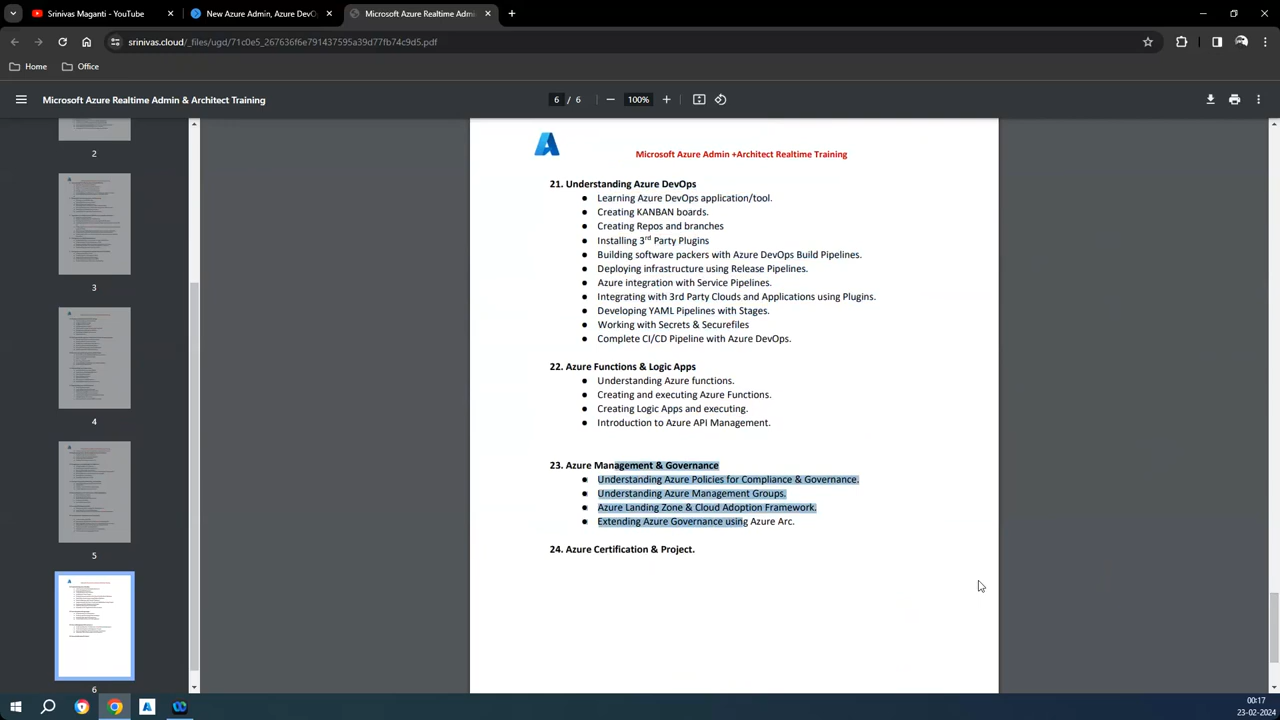 Srinivas Maganti - YouTube
New Azure Admin, Azure DevO
Microsoft Azure Realtime Admin
srinivas.cloud/_files/ugd/71c0e5_267636f6e791437595a39d77fb74c9d5.pdf
Home
Office
Microsoft Azure Realtime Admin & Architect Training
6 / 6
100%
2
3
4
5
6
Microsoft Azure Admin +Architect Realtime Training
21. Understanding Azure DevOps
● Learning Azure DevOps application/tool.
● Creating KANBAN boards.
● Creating Repos and branches
● Installing 3rd Party Plugins
● Building software packers with Azure DevOps Build Pipelines.
● Deploying infrastructure using Release Pipelines.
● Azure integration with Service Pipelines.
● Integrating with 3rd Party Clouds and Applications using Plugins.
● Developing YAML Pipelines with Stages.
● Working with Secrets & Securefiles
● Complete CI/CD Pipeline with Azure DevOps.
22. Azure Functions & Logic Apps
● Understanding Azure functions.
● Creating and executing Azure Functions.
● Creating Logic Apps and executing.
● Introduction to Azure API Management.
23. Azure Management & Governance
● Understanding Azure Policies for Compliance & Governance.
● Understanding Azure Management Groups.
● Azure Landing Zone & Cloud Adoption Framework.
● Extending Azure Governance using Azure Arc.
24. Azure Certification & Project.
00:17
23-02-2024